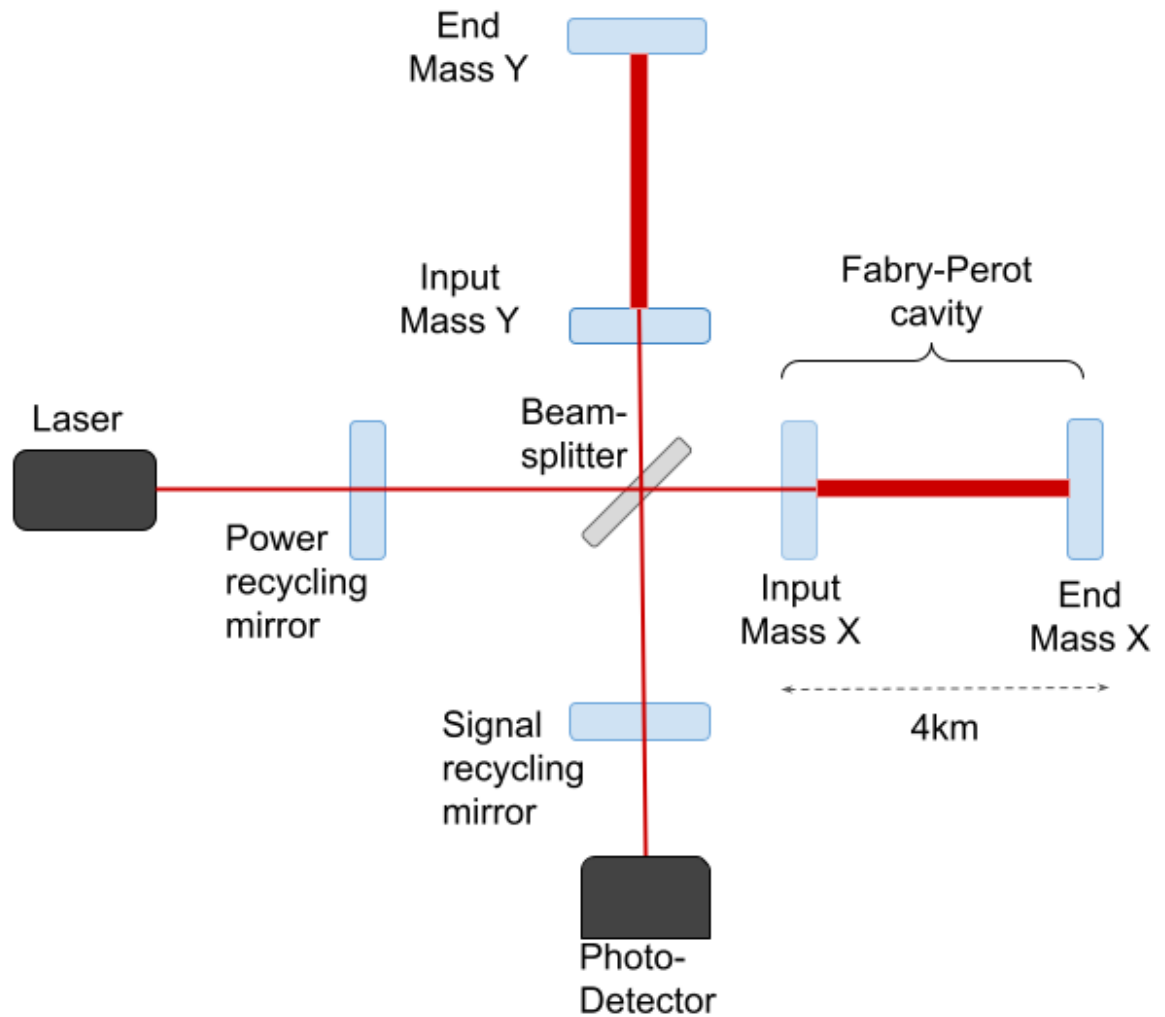 End
Mass Y
Input
Mass Y
Fabry-Perot
cavity
Laser
Beam-
splitter
Power
recycling
mirror
Input
Mass X
End
Mass X
4km
Signal
recycling
mirror
Photo-
Detector